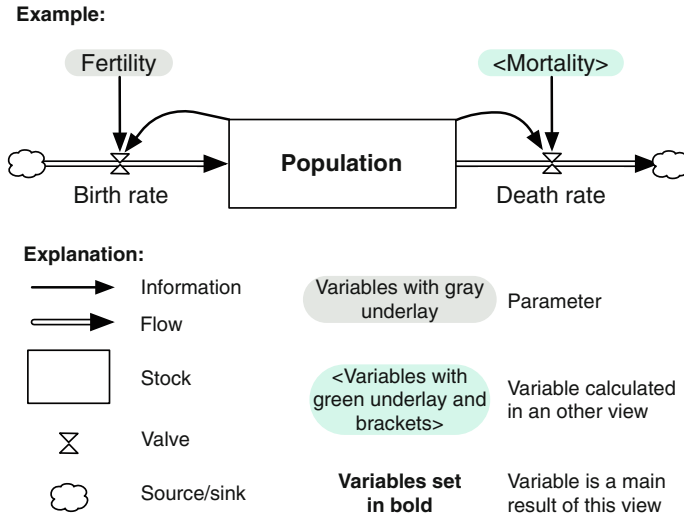 Example:
Fertility
<Mortality>
Population
Birth rate
Death rate
Explanation:
Information
Flow
Stock
Valve
Source/sink
Variables with gray
underlay
Parameter
<Variables with
green underlay and
brackets>
Variable calculated
in an other view
Variables set
in bold
Variable is a main
result of this view